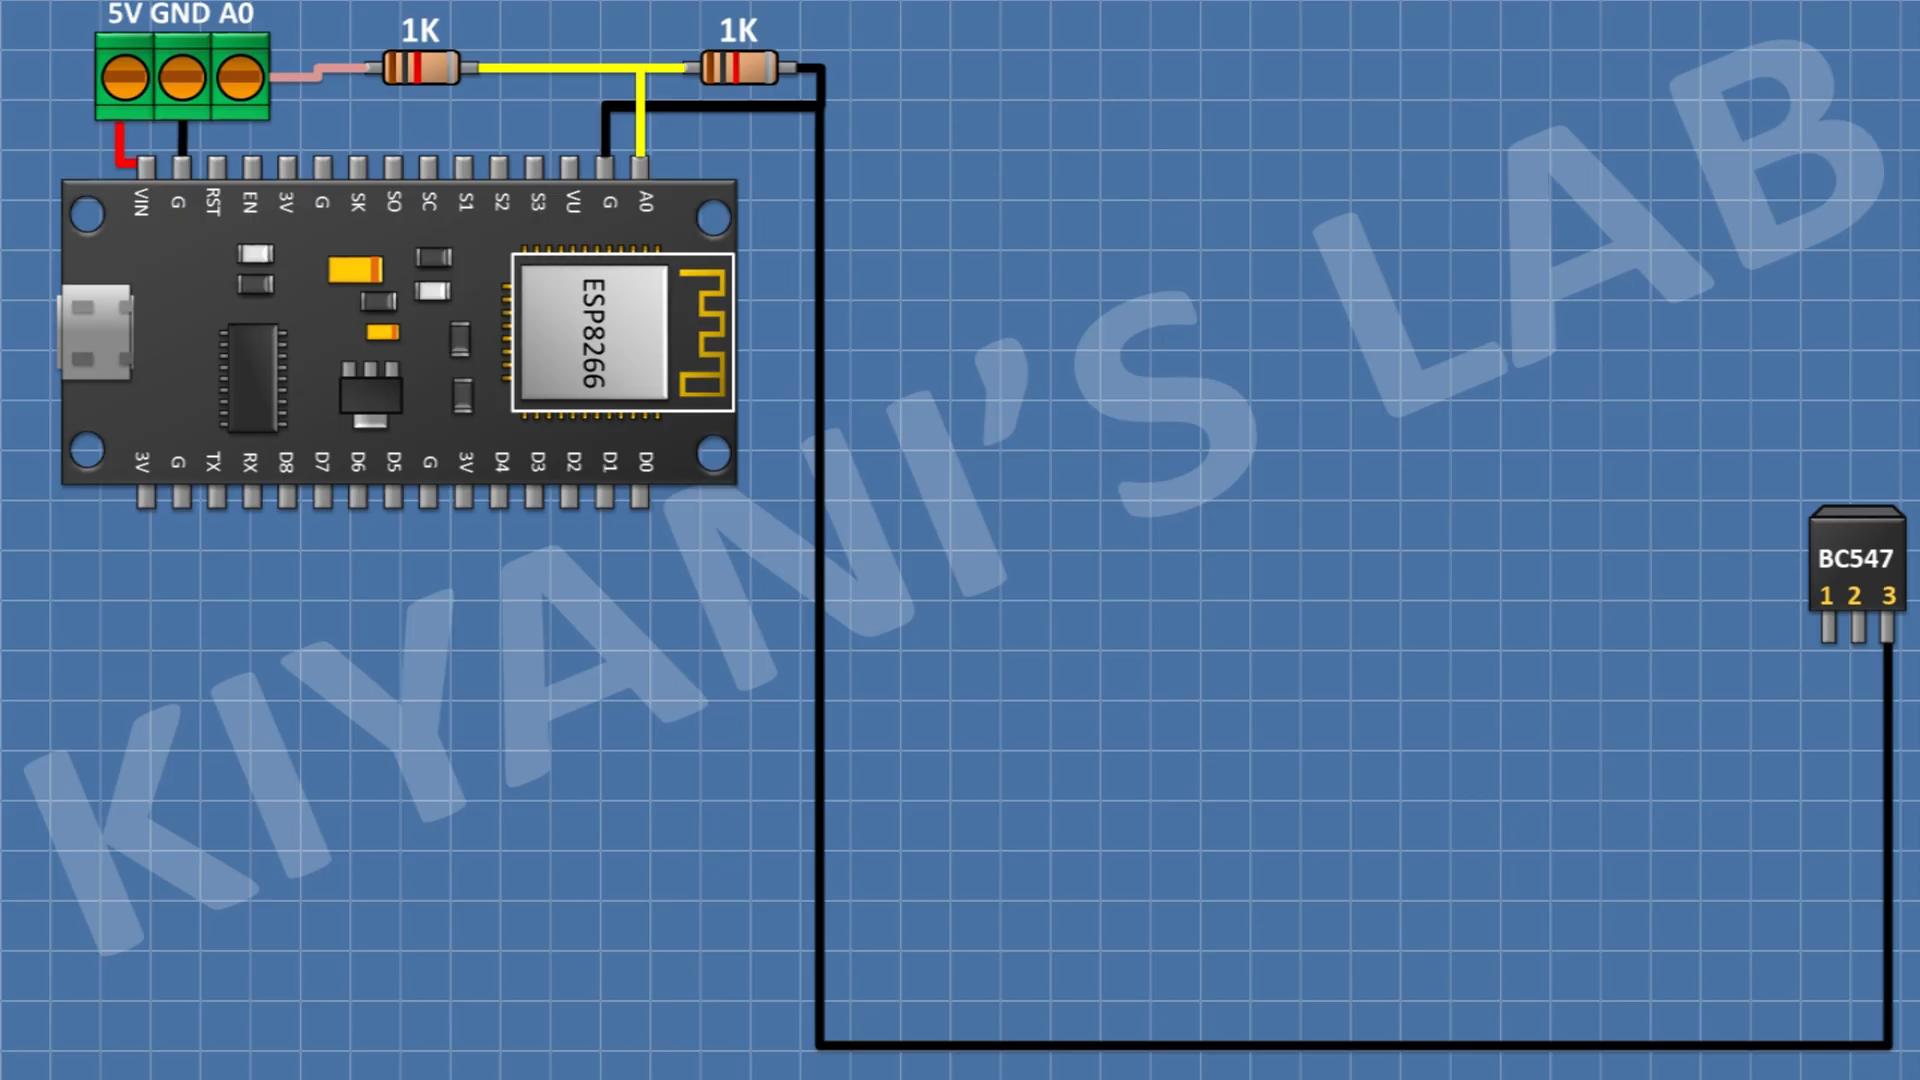 5V GND A0
1K
1K
VIN G RST EN 3V G SK SO SC S1 S2 S3 VU G A0
ESP8266
3V G TX RX D8 D7 D6 D5 G 3V D4 D3 D2 D1 D0
BC547
1 2 3
KIYANI'S LAB